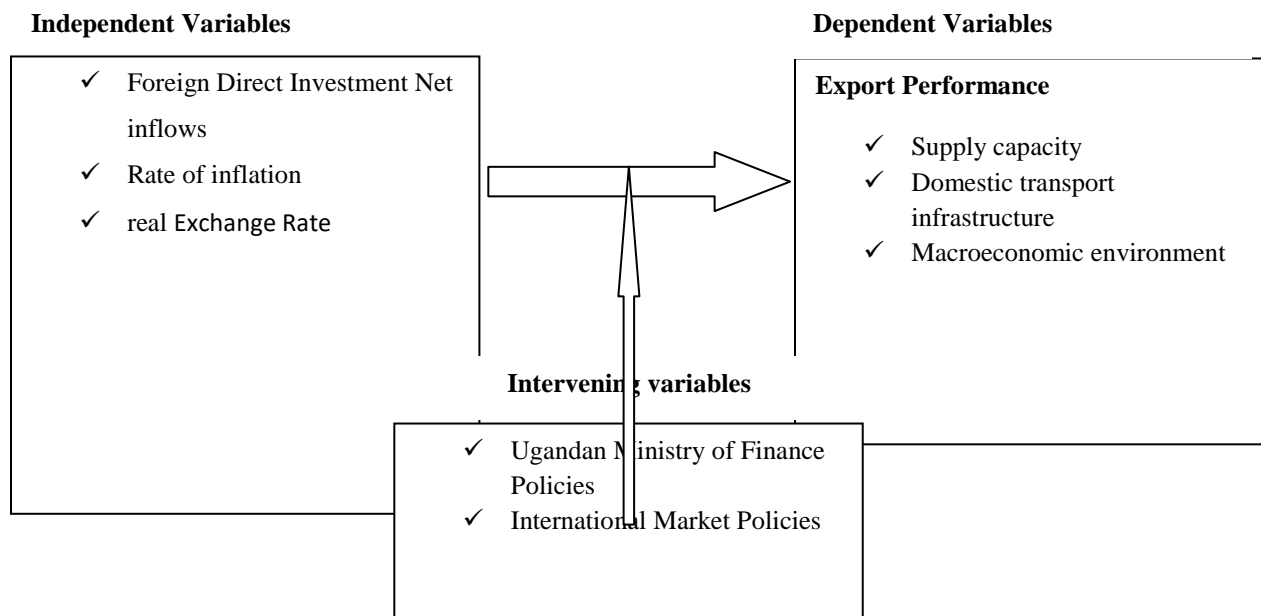 Independent Variables
✓ Foreign Direct Investment Net
inflows
✓ Rate of inflation
✓ real Exchange Rate
Dependent Variables
Export Performance
✓ Supply capacity
✓ Domestic transport
infrastructure
✓ Macroeconomic environment
Intervening variables
✓ Ugandan Ministry of Finance
Policies
✓ International Market Policies